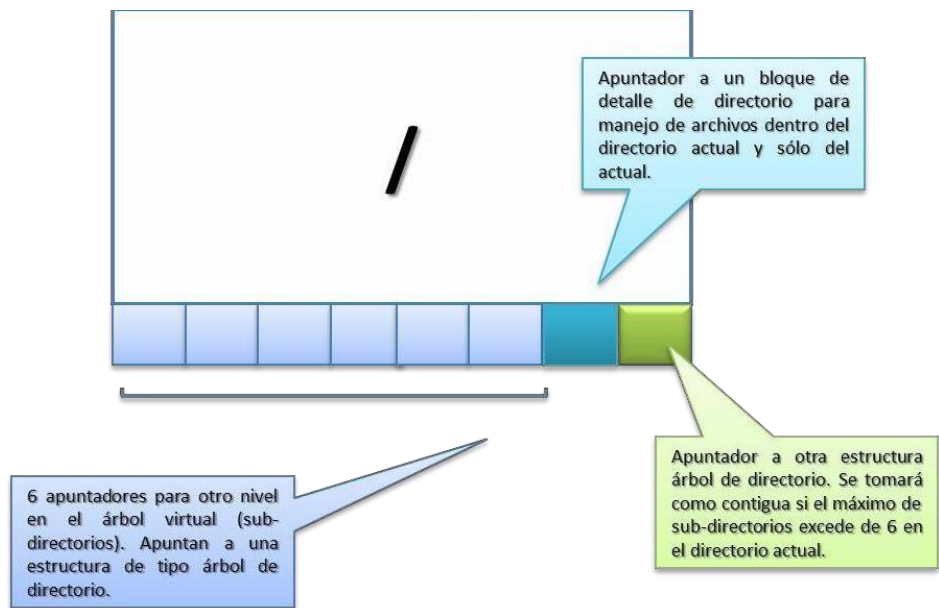 Apuntador a un bloque de
detalle de directorio para
manejo de archivos dentro del
directorio actual y sólo del
actual.
/
Apuntador a otra estructura
árbol de directorio. Se tomará
como contigua si el máximo de
sub-directorios excede de 6 en
el directorio actual.
6 apuntadores para otro nivel
en el árbol virtual (sub-
directorios). Apuntan a una
estructura de tipo árbol de
directorio.